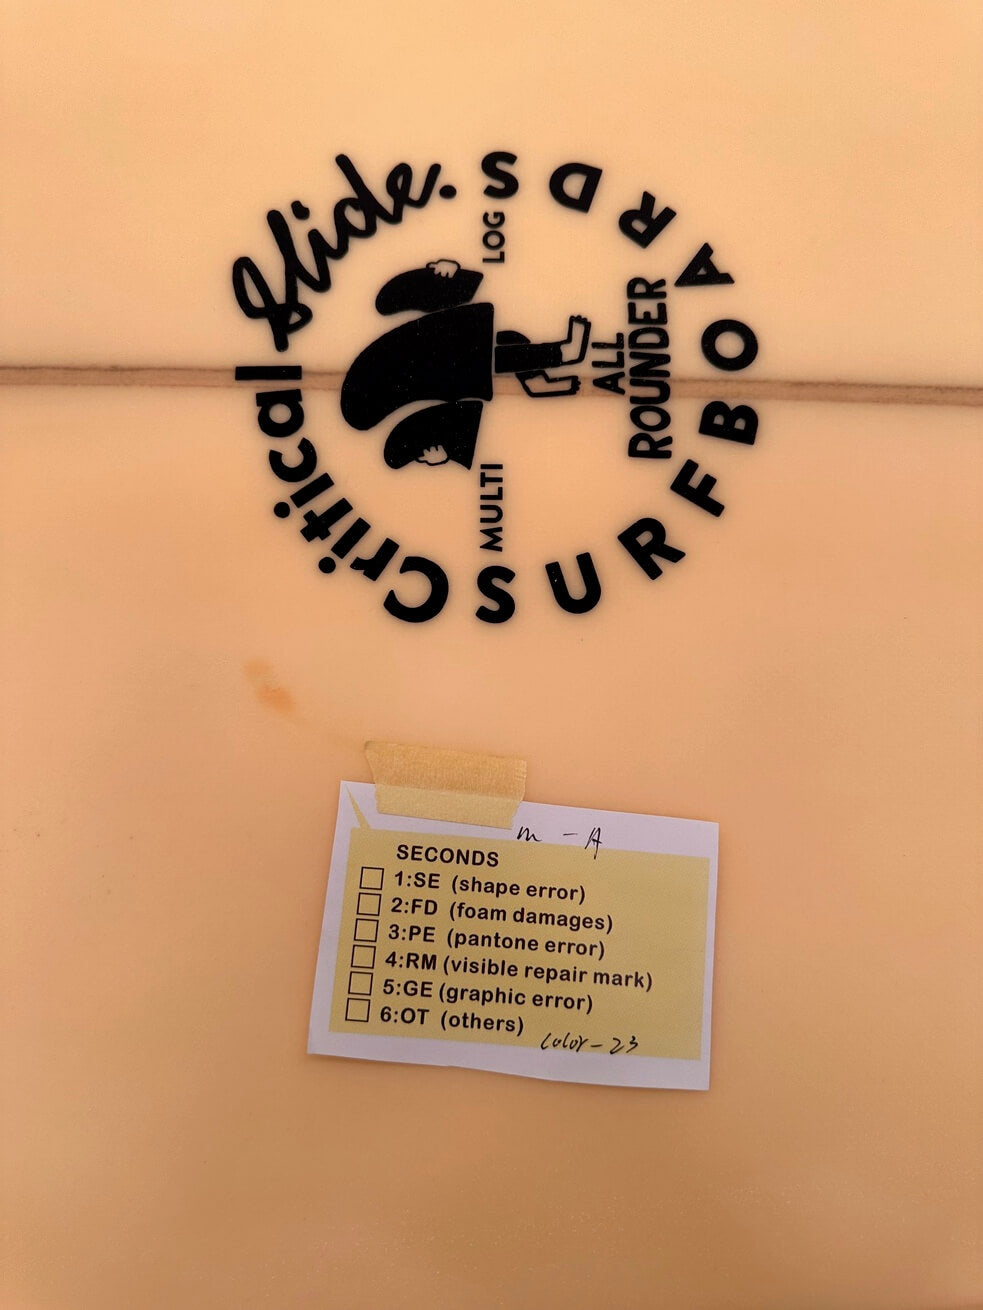 Critical Slide. SURFBOARDS
LOG
MULTI
ALL
ROUNDER
m - A
SECONDS
1:SE (shape error)
2:FD (foam damages)
3:PE (pantone error)
4:RM (visible repair mark)
5:GE (graphic error)
6:OT (others)
color - 23